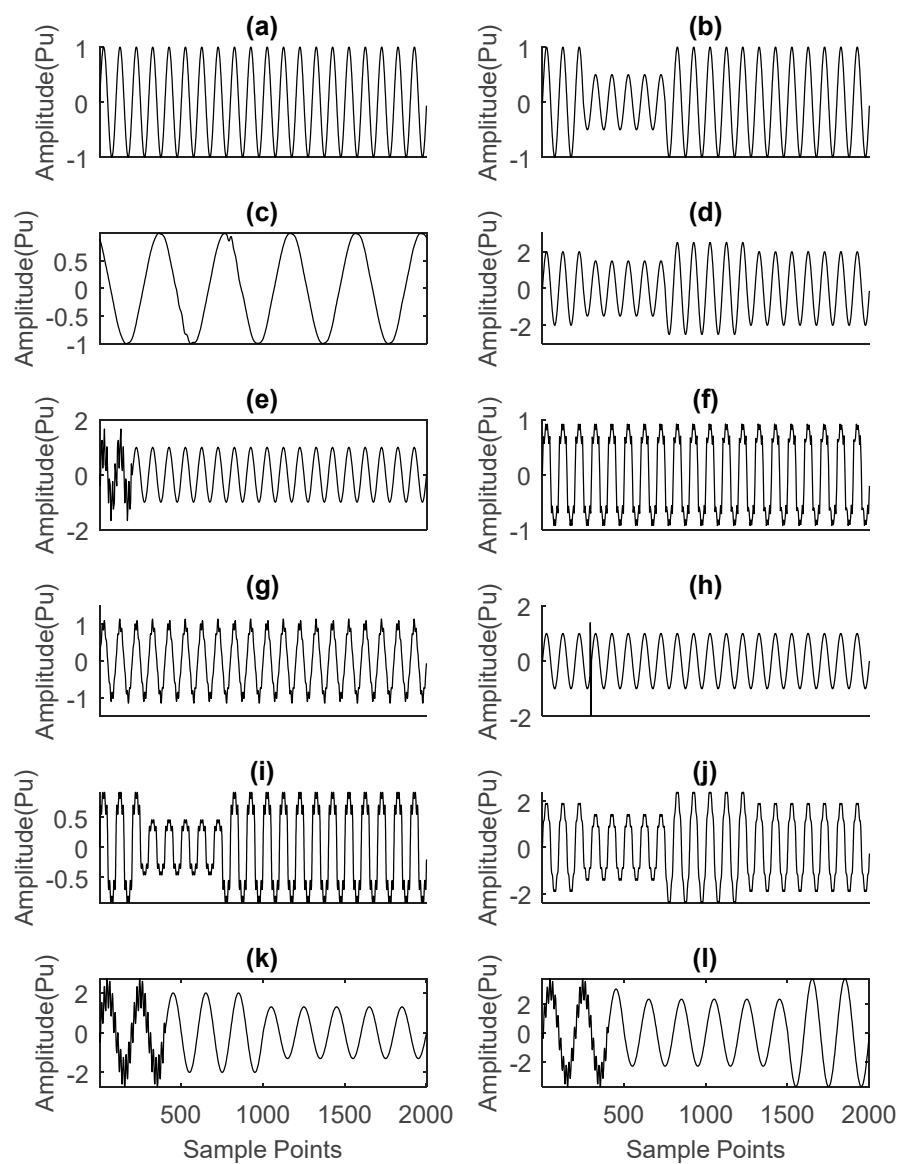 (a)
(b)
Amplitude(Pu)
1
0
-1
Amplitude(Pu)
1
0
-1
(c)
(d)
Amplitude(Pu)
0.5
0
-0.5
-1
Amplitude(Pu)
2
0
-2
(e)
(f)
Amplitude(Pu)
2
0
-2
Amplitude(Pu)
1
0
-1
(g)
(h)
Amplitude(Pu)
1
0
-1
Amplitude(Pu)
2
0
-2
(i)
(j)
Amplitude(Pu)
0.5
0
-0.5
Amplitude(Pu)
2
0
-2
(k)
(l)
Amplitude(Pu)
2
0
-2
Amplitude(Pu)
2
0
-2
500 1000 1500 2000
500 1000 1500 2000
Sample Points
Sample Points